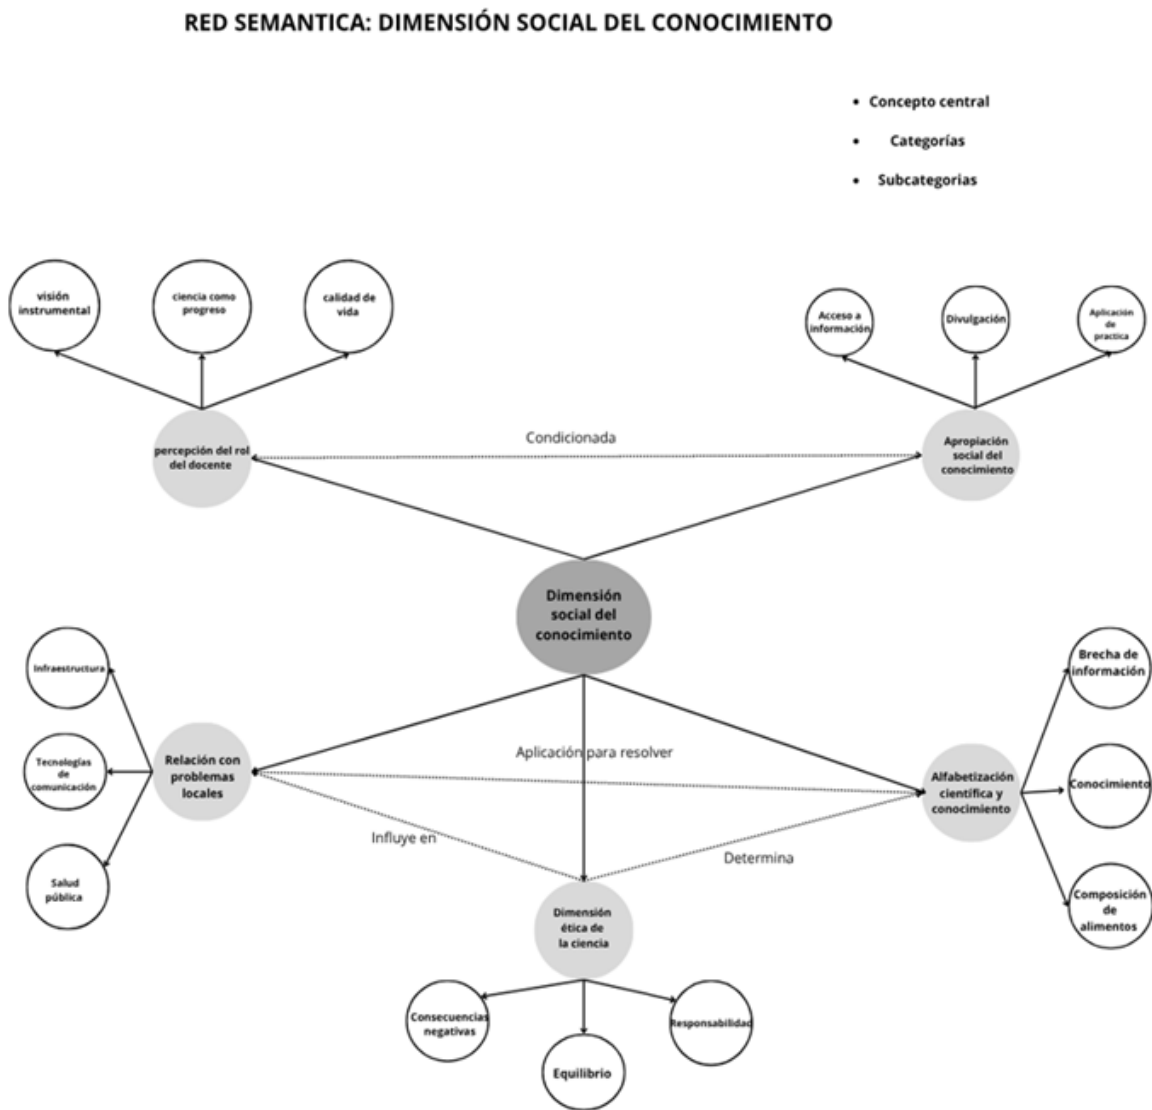 RED SEMANTICA: DIMENSIÓN SOCIAL DEL CONOCIMIENTO
• Concepto central
• Categorías
• Subcategorias
visión
instrumental
ciencia como
progreso
calidad de
vida
Acceso a
información
Divulgación
Aplicación
de
practica
percepción del rol
del docente
Condicionada
Apropiación
social del
conocimiento
Dimensión
social del
conocimiento
Infraestructura
Tecnologías
de
comunicación
Salud
pública
Relación con
problemas
locales
Aplicación para resolver
Influye en
Determina
Alfabetización
científica y
conocimiento
Brecha de
información
Conocimiento
Composición
de
alimentos
Dimensión
ética de
la ciencia
Consecuencias
negativas
Equilibrio
Responsabilidad